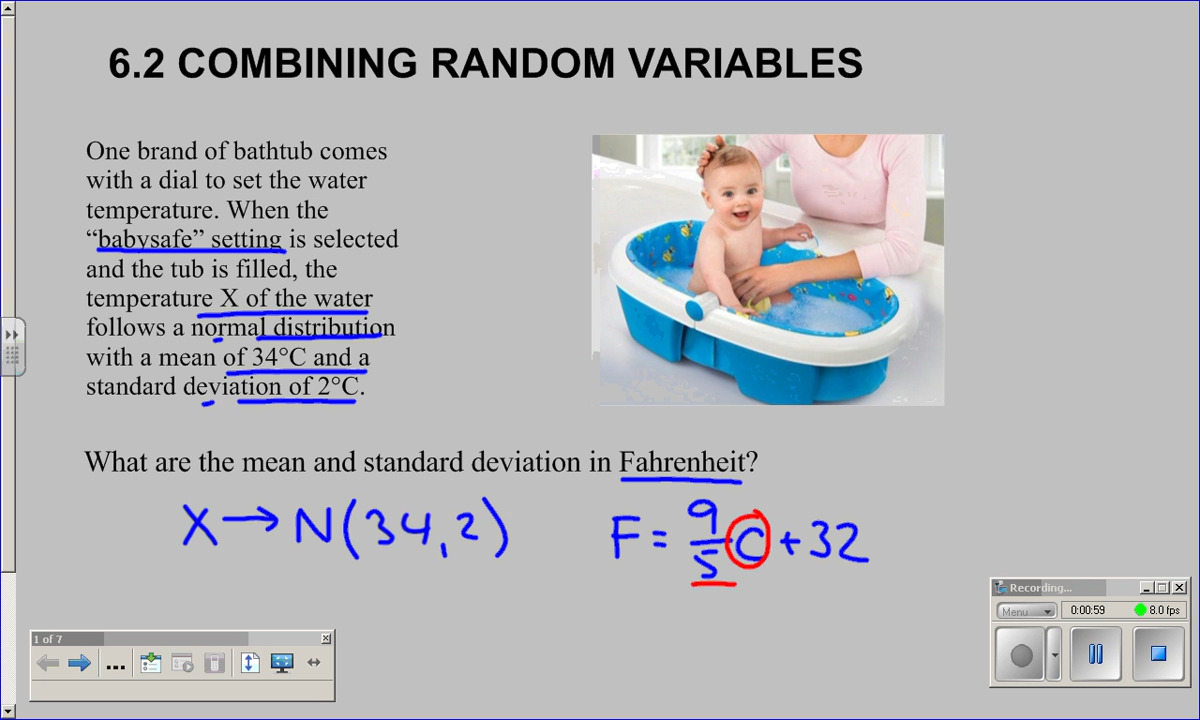 6.2 COMBINING RANDOM VARIABLES
One brand of bathtub comes
with a dial to set the water
temperature. When the
“babysafe” setting is selected
and the tub is filled, the
temperature X of the water
follows a normal distribution
with a mean of 34°C and a
standard deviation of 2°C.
What are the mean and standard deviation in Fahrenheit?
X → N(34,2)
F = 9/5 C + 32
Recording...
Menu
0:00:59
8.0 fps
1 of 7